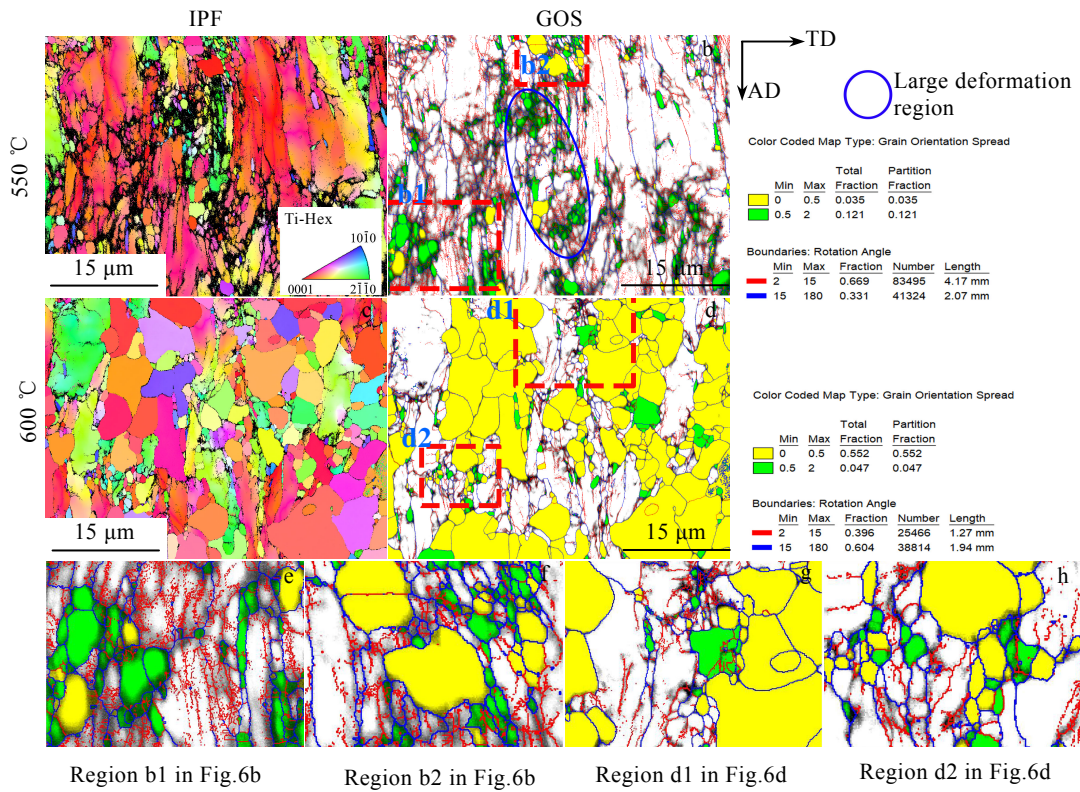 IPF
GOS
550 ℃
b
b2
b1
TD
AD
Large deformation
region
Ti-Hex
101̄0
0001
21̄1̄0
15 μm
15 μm
Color Coded Map Type: Grain Orientation Spread
Total Partition
Min Max Fraction Fraction
0 0.5 0.035 0.035
0.5 2 0.121 0.121
Boundaries: Rotation Angle
Min Max Fraction Number Length
2 15 0.669 83495 4.17 mm
15 180 0.331 41324 2.07 mm
600 ℃
c
d
d1
d2
15 μm
15 μm
Color Coded Map Type: Grain Orientation Spread
Total Partition
Min Max Fraction Fraction
0 0.5 0.552 0.552
0.5 2 0.047 0.047
Boundaries: Rotation Angle
Min Max Fraction Number Length
2 15 0.396 25466 1.27 mm
15 180 0.604 38814 1.94 mm
e
g
h
Region b1 in Fig.6b
Region b2 in Fig.6b
Region d1 in Fig.6d
Region d2 in Fig.6d